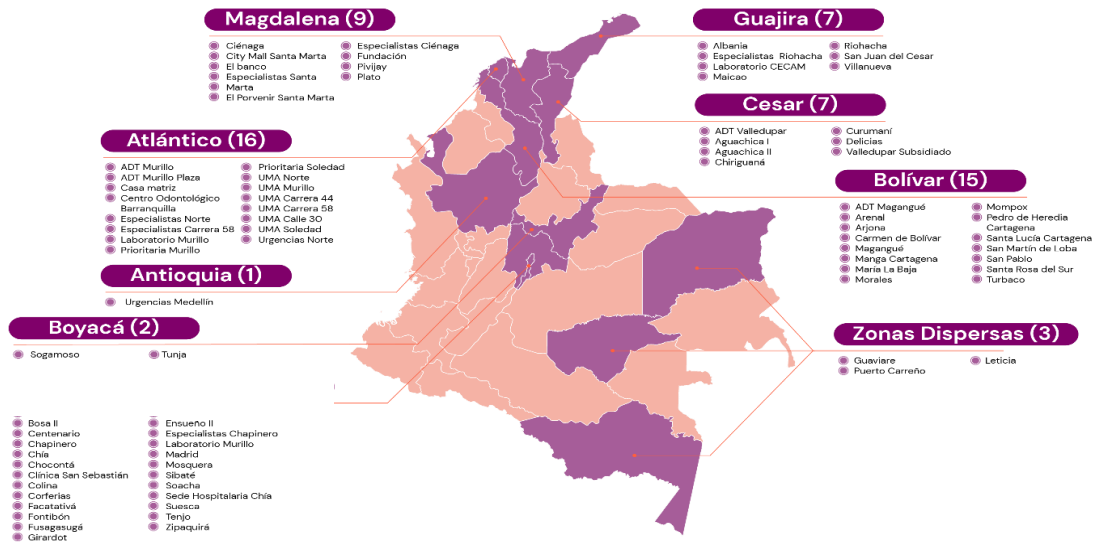 Magdalena (9)
Ciénaga
City Mall Santa Marta
El banco
Especialistas Santa
Marta
El Porvenir Santa Marta
Especialistas Ciénaga
Fundación
Pivijay
Plato
Guajira (7)
Albania
Especialistas Riohacha
Laboratorio CECAM
Maicao
Riohacha
San Juan del Cesar
Villanueva
Cesar (7)
ADT Valledupar
Aguachica I
Aguachica II
Chiriguaná
Curumaní
Delicias
Valledupar Subsidiado
Atlántico (16)
ADT Murillo
ADT Murillo Plaza
Casa matriz
Centro Odontológico
Barranquilla
Especialistas Norte
Especialistas Carrera 58
Laboratorio Murillo
Prioritaria Murillo
Prioritaria Soledad
UMA Norte
UMA Murillo
UMA Carrera 44
UMA Carrera 58
UMA Calle 30
UMA Soledad
Urgencias Norte
Bolívar (15)
ADT Magangué
Arenal
Arjona
Carmen de Bolívar
Magangué
Manga Cartagena
María La Baja
Morales
Mompox
Pedro de Heredia
Cartagena
Santa Lucía Cartagena
San Martín de Loba
San Pablo
Santa Rosa del Sur
Turbaco
Antioquia (1)
Urgencias Medellín
Boyacá (2)
Sogamoso
Tunja
Zonas Dispersas (3)
Guaviare
Puerto Carreño
Leticia
Bosa II
Centenario
Chapinero
Chía
Chocontá
Clínica San Sebastián
Colina
Corferias
Facatativá
Fontibón
Fusagasugá
Girardot
Ensueño II
Especialistas Chapinero
Laboratorio Murillo
Madrid
Mosquera
Sibaté
Soacha
Sede Hospitalaria Chía
Suesca
Tenjo
Zipaquirá